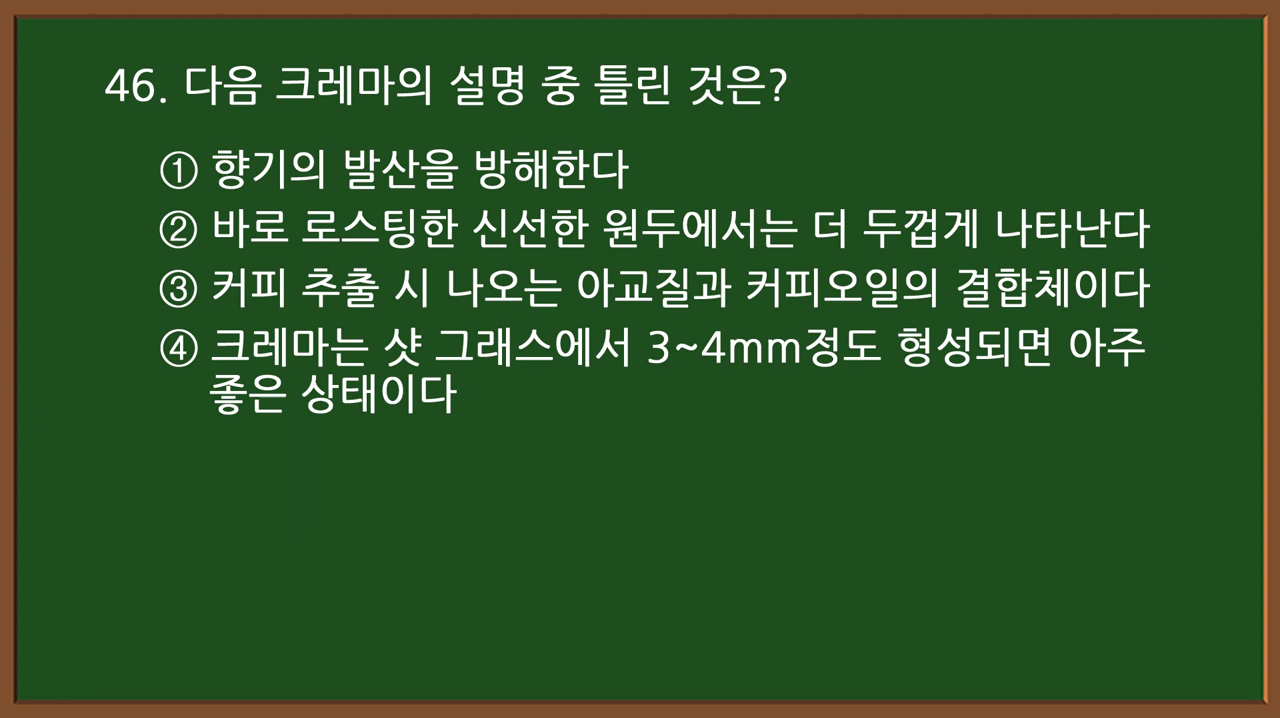 46. 다음 크레마의 설명 중 틀린 것은?
① 향기의 발산을 방해한다
② 바로 로스팅한 신선한 원두에서는 더 두껍게 나타난다
③ 커피 추출 시 나오는 아교질과 커피오일의 결합체이다
④ 크레마는 샷 그래스에서 3~4mm정도 형성되면 아주
좋은 상태이다